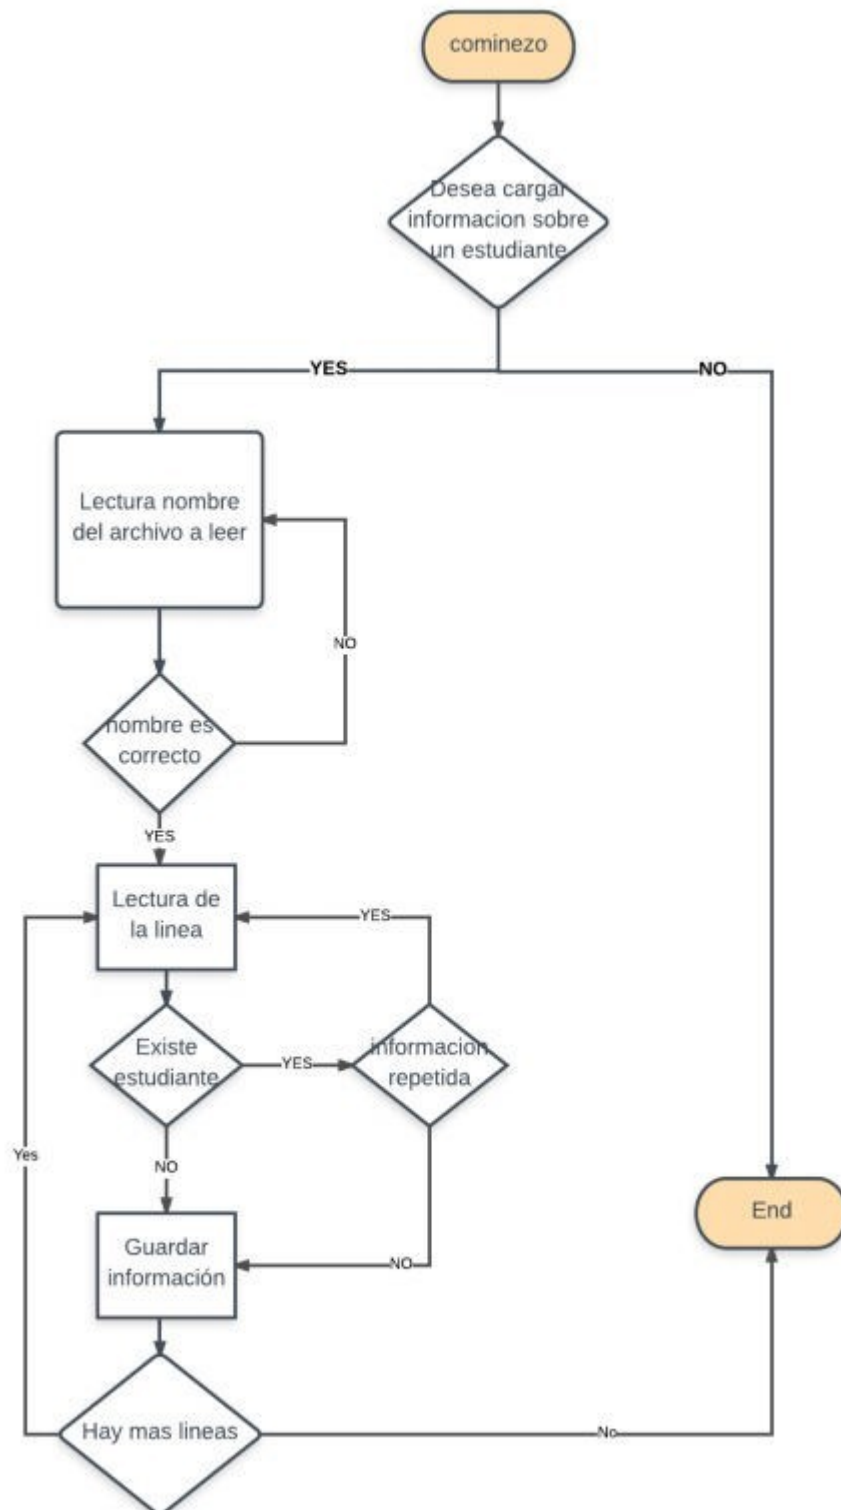 cominezo
Desea cargar
informacion sobre
un estudiante
YES
NO
Lectura nombre
del archivo a leer
NO
nombre es
correcto
YES
Lectura de
la linea
YES
Existe
estudiante
YES
informacion
repetida
Yes
NO
End
Guardar
información
NO
Hay mas lineas
No